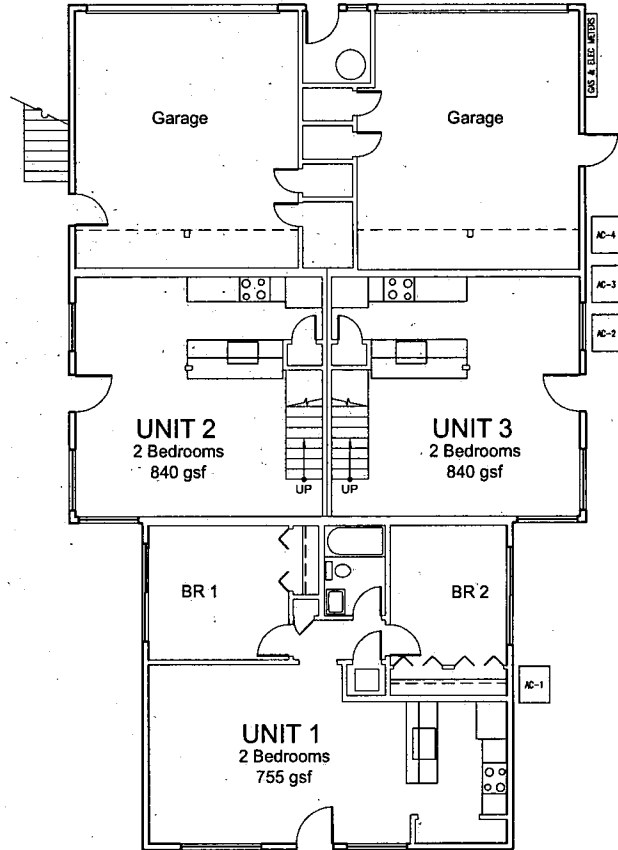 GAS & ELEC METERS
Garage
Garage
AC-4
AC-3
AC-2
UNIT 2
2 Bedrooms
840 gsf
UNIT 3
2 Bedrooms
840 gsf
UP
UP
BR 1
BR 2
AC-1
UNIT 1
2 Bedrooms
755 gsf